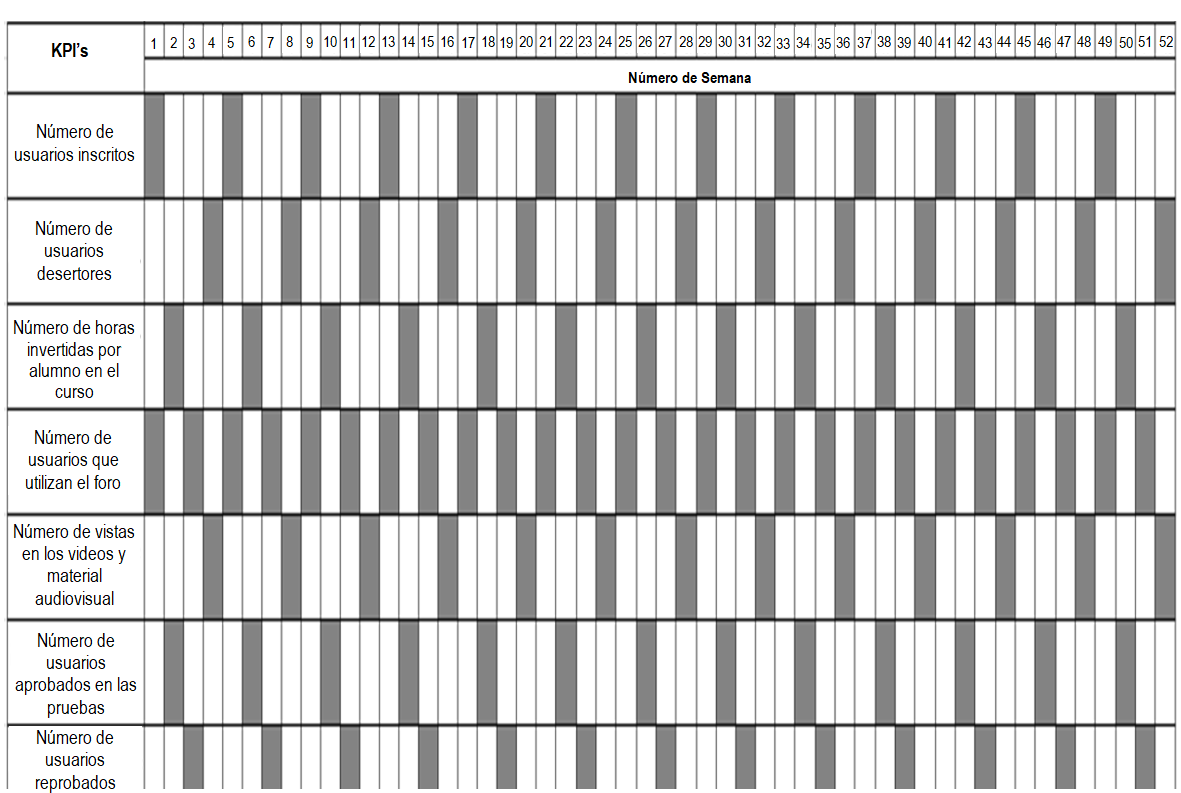 KPI's
1 2 3 4 5 6 7 8 9 10 11 12 13 14 15 16 17 18 19 20 21 22 23 24 25 26 27 28 29 30 31 32 33 34 35 36 37 38 39 40 41 42 43 44 45 46 47 48 49 50 51 52
Número de Semana
Número de
usuarios inscritos
Número de
usuarios
desertores
Número de horas
invertidas por
alumno en el
curso
Número de
usuarios que
utilizan el foro
Número de vistas
en los videos y
material
audiovisual
Número de
usuarios
aprobados en las
pruebas
Número de
usuarios
reprobados